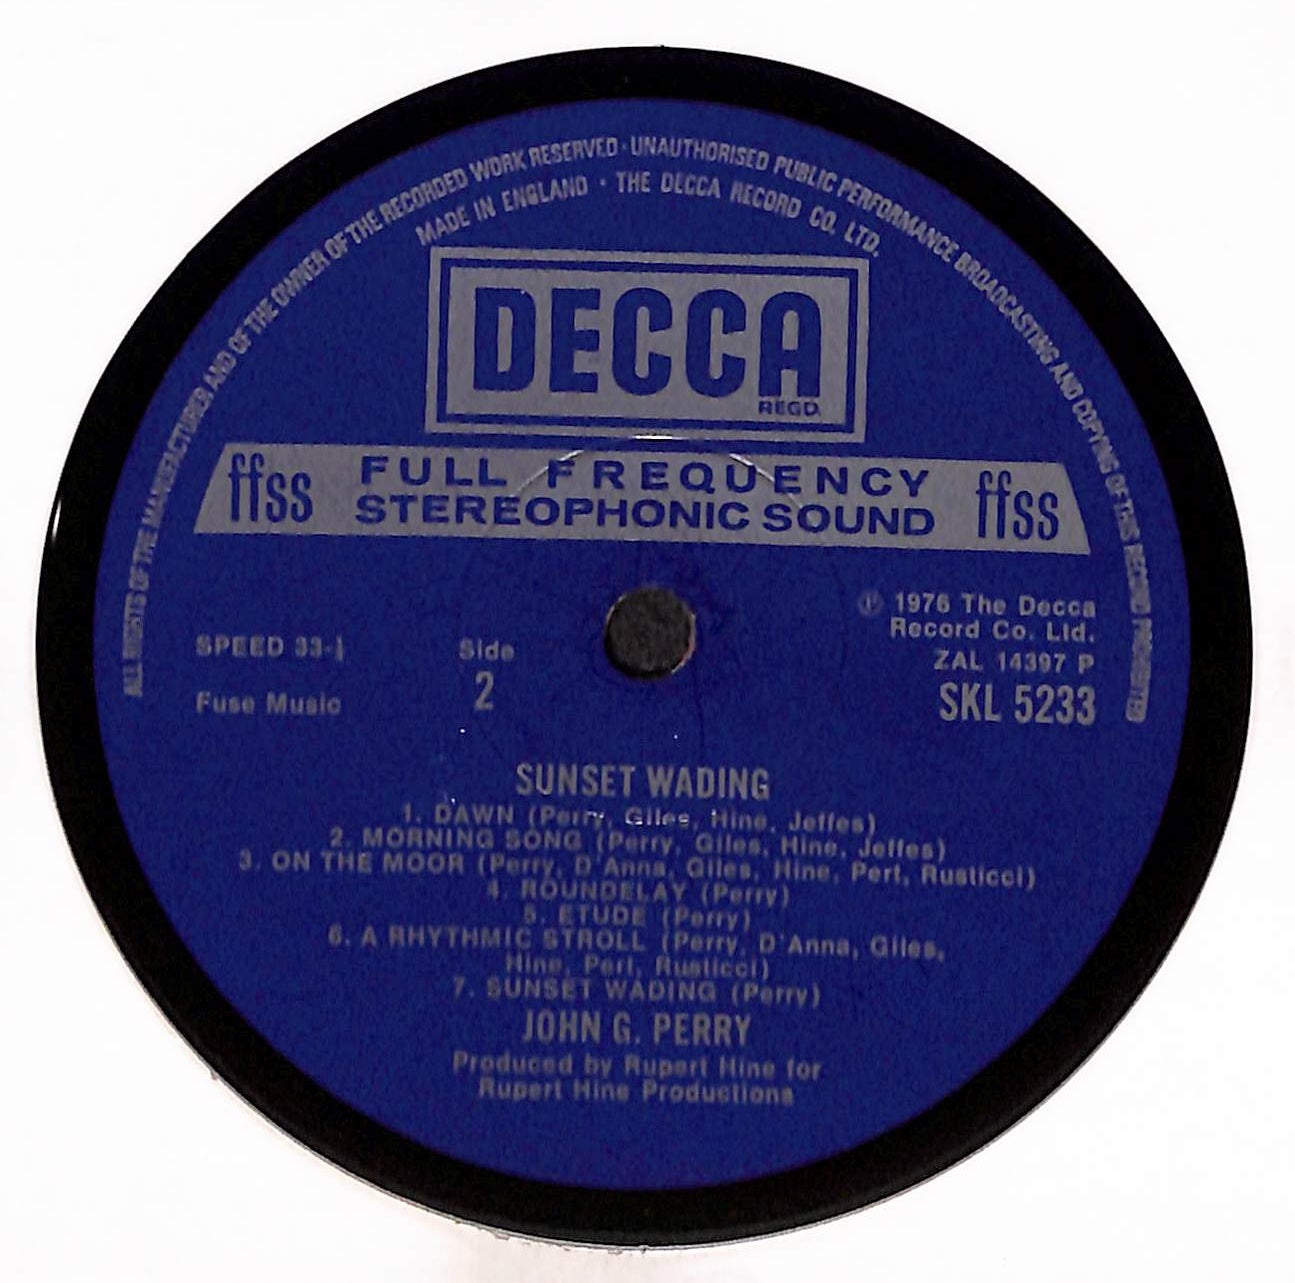 ALL RIGHTS OF THE MANUFACTURER AND OF THE OWNER OF THE RECORDED WORK RESERVED · UNAUTHORISED PUBLIC PERFORMANCE BROADCASTING AND COPYING OF THIS RECORD PROHIBITED
MADE IN ENGLAND · THE DECCA RECORD CO. LTD.
DECCA
REGD.
ffss FULL FREQUENCY ffss
STEREOPHONIC SOUND
℗ 1976 The Decca
Record Co. Ltd.
SPEED 33-⅓ Side ZAL 14397 P
Fuse Music 2 SKL 5233
SUNSET WADING
1. DAWN (Perry, Giles, Hine, Jeffes)
2. MORNING SONG (Perry, Giles, Hine, Jeffes)
3. ON THE MOOR (Perry, D'Anna, Giles, Hine, Pert, Rusticci)
4. ROUNDELAY (Perry)
5. ETUDE (Perry)
6. A RHYTHMIC STROLL (Perry, D'Anna, Giles,
Hine, Pert, Rusticci)
7. SUNSET WADING (Perry)
JOHN G. PERRY
Produced by Rupert Hine for
Rupert Hine Productions